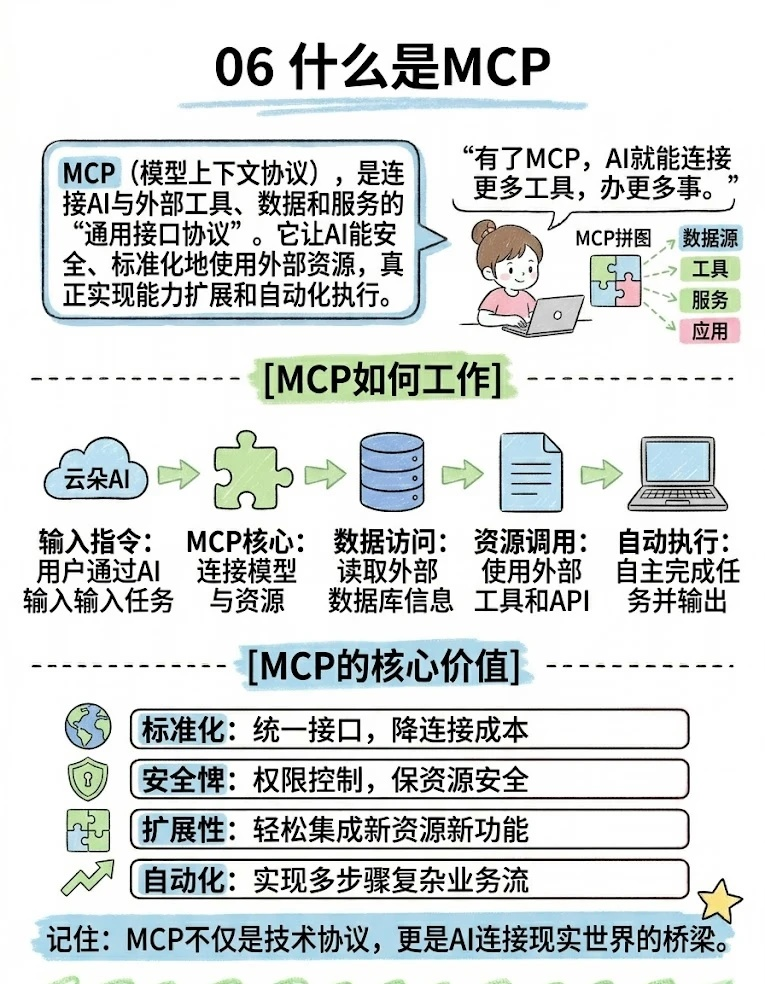 06 什么是MCP
MCP（模型上下文协议），是连
接AI与外部工具、数据和服务的
“通用接口协议”。它让AI能安
全、标准化地使用外部资源，真
正实现能力扩展和自动化执行。
“有了MCP，AI就能连接
更多工具，办更多事。”
MCP拼图
数据源
工具
服务
应用
[MCP如何工作]
云朵AI
输入指令：
用户通过AI
输入输入任务
MCP核心：
连接模型
与资源
数据访问：
读取外部
数据库信息
资源调用：
使用外部
工具和API
自动执行：
自主完成任
务并输出
[MCP的核心价值]
标准化：统一接口，降连接成本
安全悻：权限控制，保资源安全
扩展性：轻松集成新资源新功能
自动化：实现多步骤复杂业务流
记住：MCP不仅是技术协议，更是AI连接现实世界的桥梁。